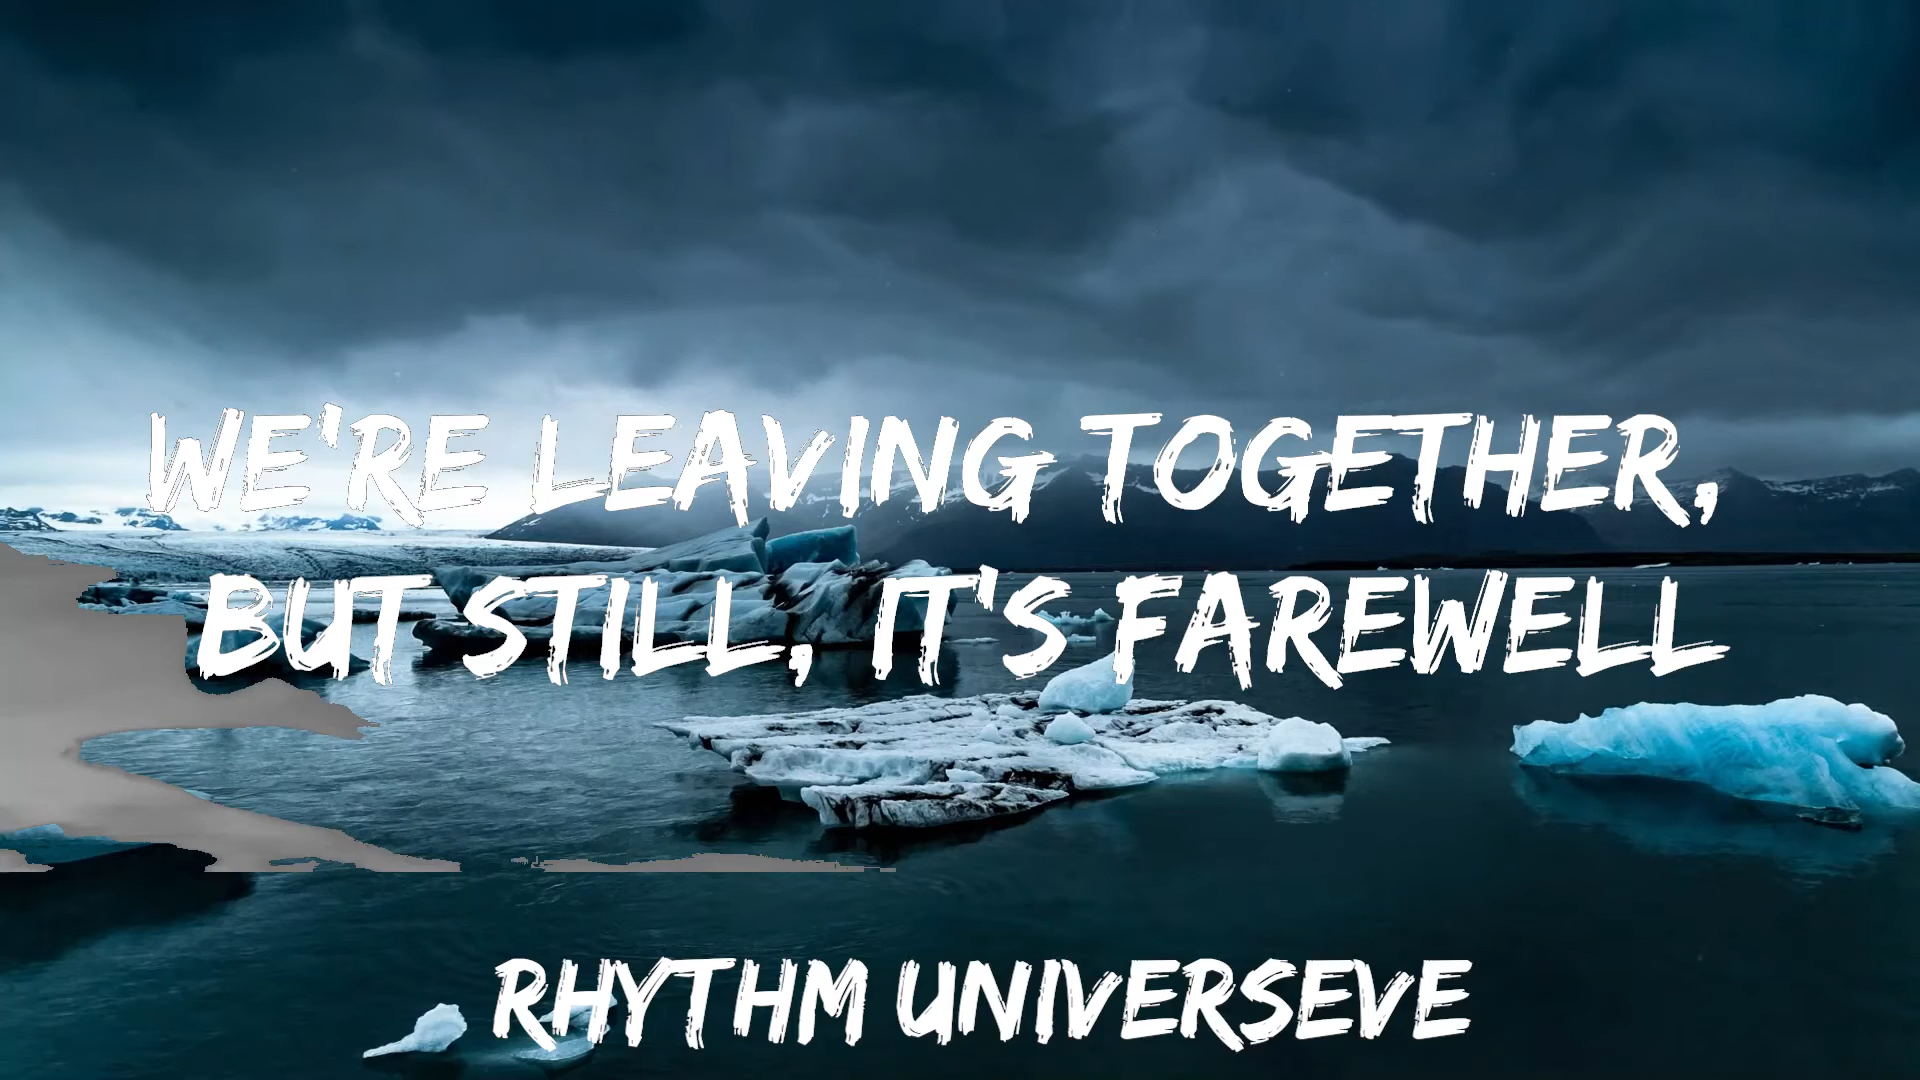 WE'RE LEAVING TOGETHER,
BUT STILL, IT'S FAREWELL
RHYTHM UNIVERSEVE